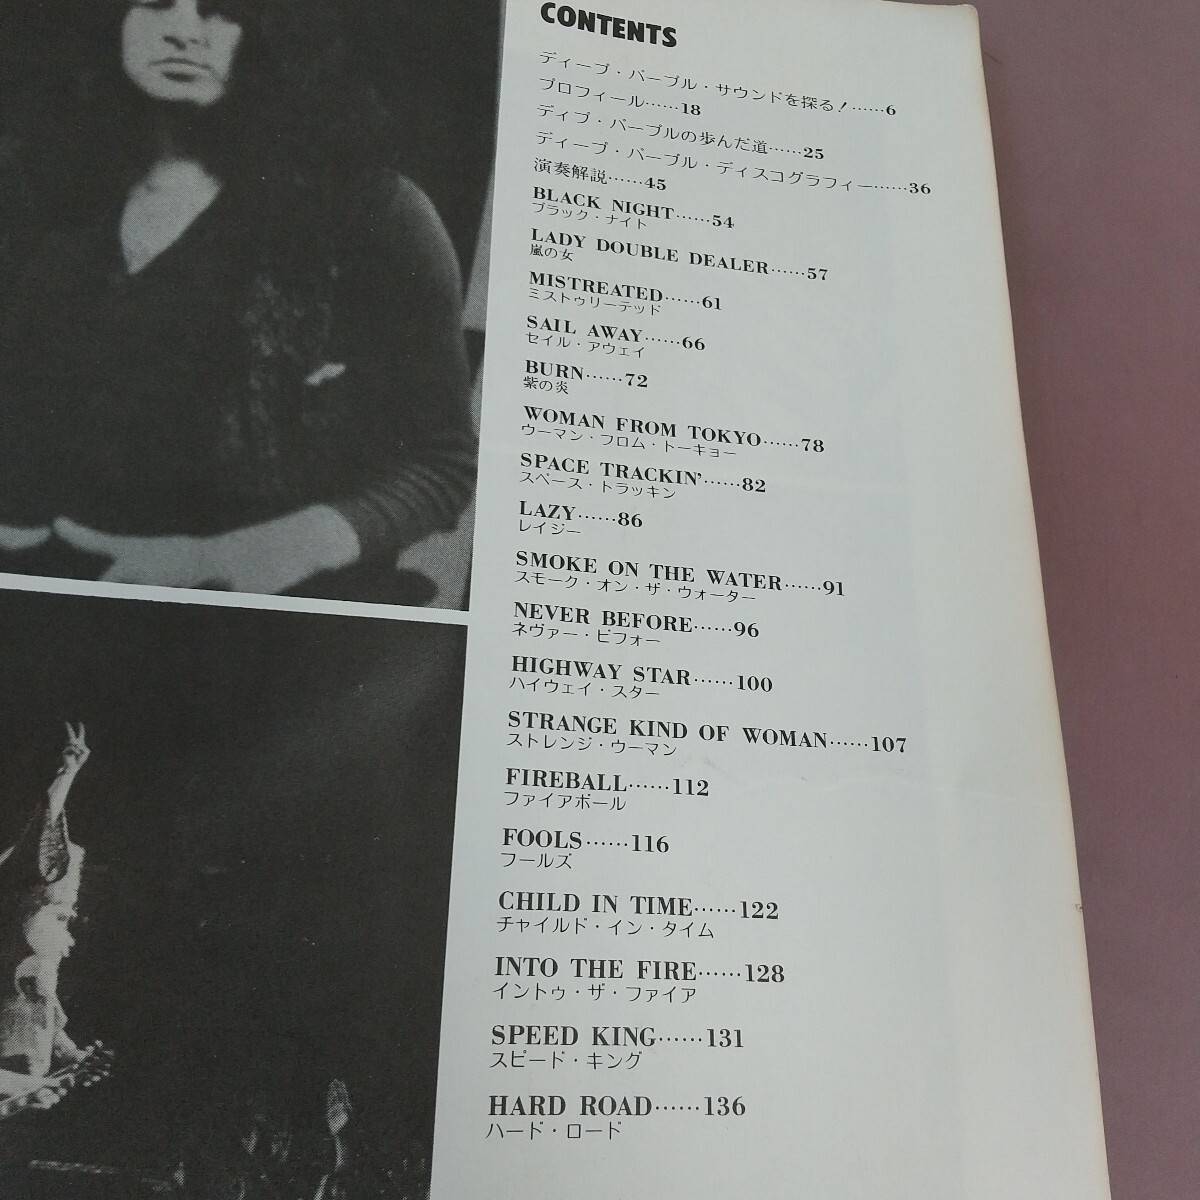 CONTENTS
ディープ・パープル・サウンドを探る!……6
プロフィール……18
ディプ・パープルの歩んだ道……25
ディープ・パープル・ディスコグラフィー……36
演奏解説……45
BLACK NIGHT……54
ブラック・ナイト
LADY DOUBLE DEALER……57
嵐の女
MISTREATED……61
ミストゥリーテッド
SAIL AWAY……66
セイル・アウェイ
BURN……72
紫の炎
WOMAN FROM TOKYO……78
ウーマン・フロム・トーキョー
SPACE TRACKIN'……82
スペース・トラッキン
LAZY……86
レイジー
SMOKE ON THE WATER……91
スモーク・オン・ザ・ウォーター
NEVER BEFORE……96
ネヴァー・ビフォー
HIGHWAY STAR……100
ハイウェイ・スター
STRANGE KIND OF WOMAN……107
ストレンジ・ウーマン
FIREBALL……112
ファイアボール
FOOLS……116
フールズ
CHILD IN TIME……122
チャイルド・イン・タイム
INTO THE FIRE……128
イントゥ・ザ・ファイア
SPEED KING……131
スピード・キング
HARD ROAD……136
ハード・ロード